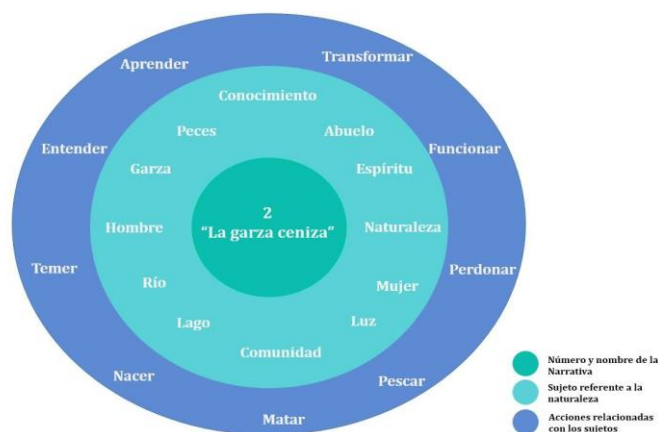 Aprender
Transformar
Entender
Funcionar
Temer
Perdonar
Nacer
Pescar
Matar
Conocimiento
Peces
Abuelo
Garza
Espíritu
Hombre
Naturaleza
Río
Mujer
Lago
Luz
Comunidad
2
“La garza ceniza”
Número y nombre de la
Narrativa
Sujeto referente a la
naturaleza
Acciones relacionadas
con los sujetos